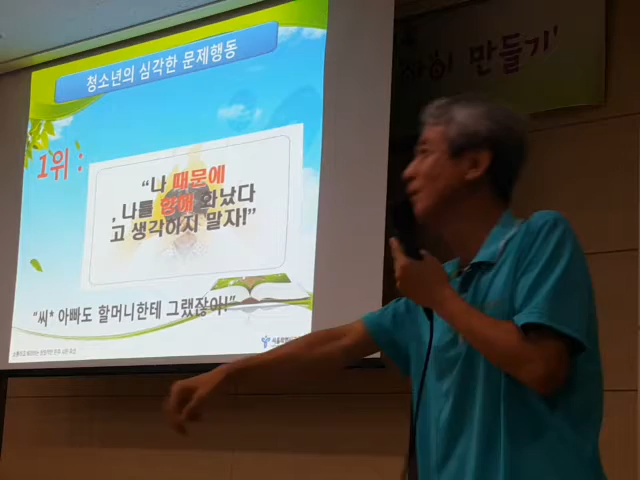 청소년의 심각한 문제행동
만들기'
1위 :
“나 때문에
, 나를 향해 화났다
고 생각하지 말자!”
“씨* 아빠도 할머니한테 그랬잖아!”